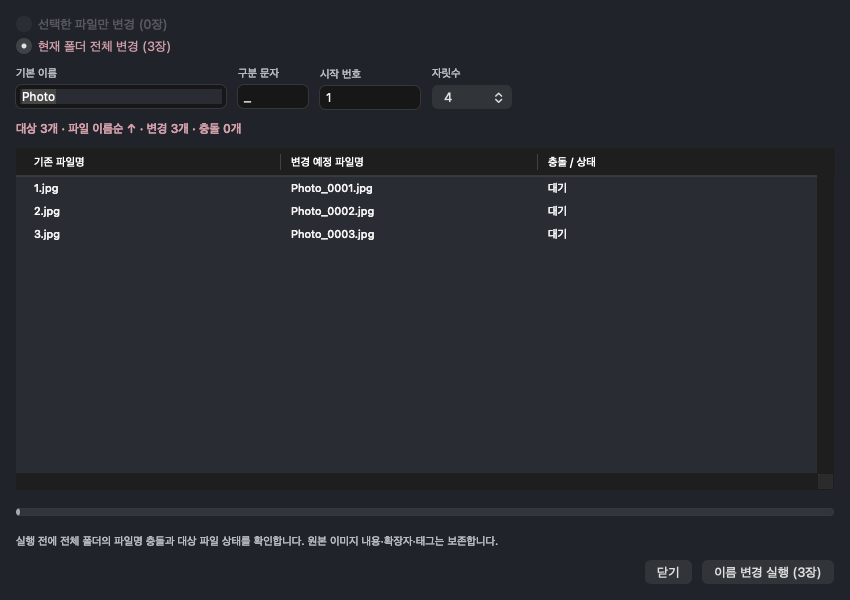 선택한 파일만 변경 (0장)
현재 폴더 전체 변경 (3장)
기본 이름 구분 문자 시작 번호 자릿수
Photo _ 1 4
대상 3개 · 파일 이름순 ↑ · 변경 3개 · 충돌 0개
기존 파일명 변경 예정 파일명 충돌 / 상태
1.jpg Photo_0001.jpg 대기
2.jpg Photo_0002.jpg 대기
3.jpg Photo_0003.jpg 대기
실행 전에 전체 폴더의 파일명 충돌과 대상 파일 상태를 확인합니다. 원본 이미지 내용·확장자·태그는 보존합니다.
닫기 이름 변경 실행 (3장)